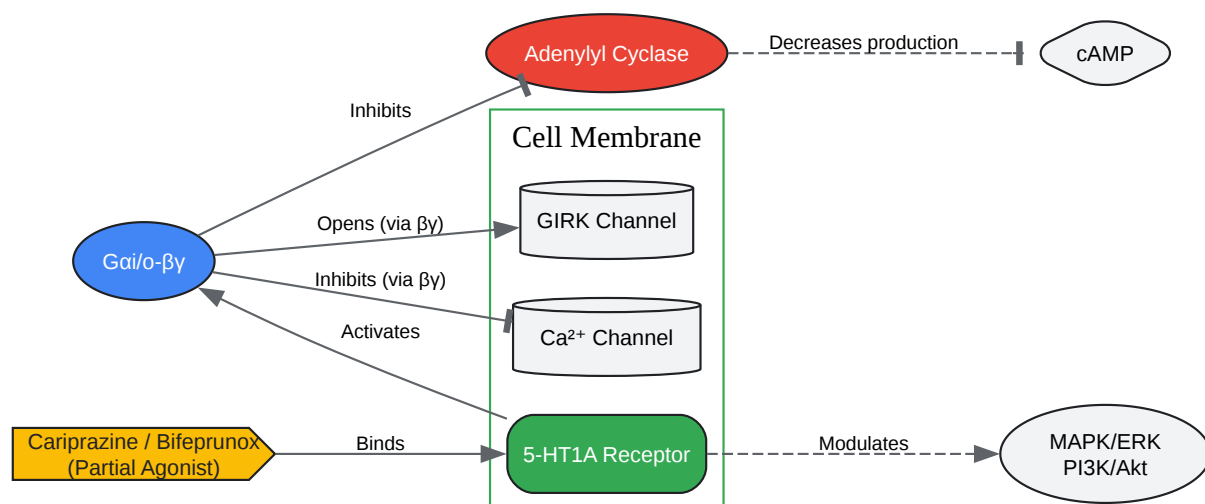 Adenylyl Cyclase
Decreases production
cAMP
Inhibits
Cell Membrane
GIRK Channel
Opens (via βγ)
Gαi/o-βγ
Inhibits (via βγ)
Ca²⁺ Channel
Activates
Cariprazine / Bifeprunox
(Partial Agonist)
Binds
5-HT1A Receptor
Modulates
MAPK/ERK
PI3K/Akt